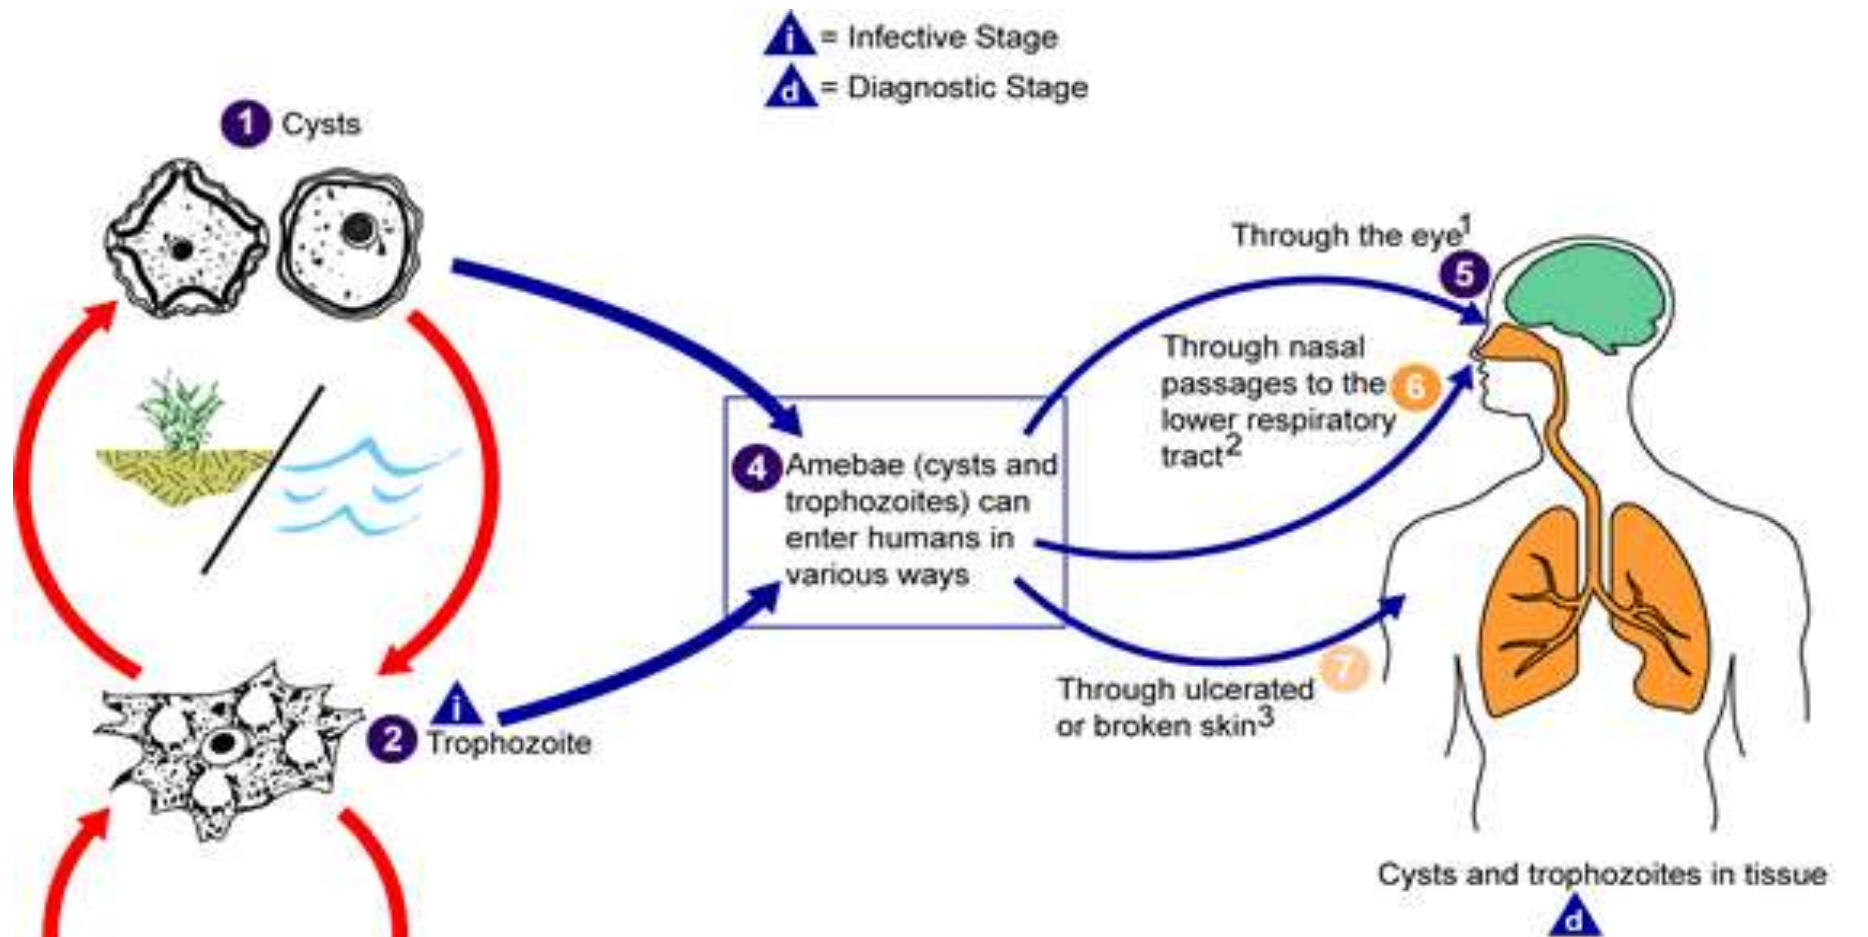 i = Infective Stage
d = Diagnostic Stage
1 Cysts
Through the eye1
5
Through nasal
passages to the 6
lower respiratory
tract2
4 Amebae (cysts and
trophozoites) can
enter humans in
various ways
7
Through ulcerated
or broken skin3
i
2 Trophozoite
Cysts and trophozoites in tissue
d